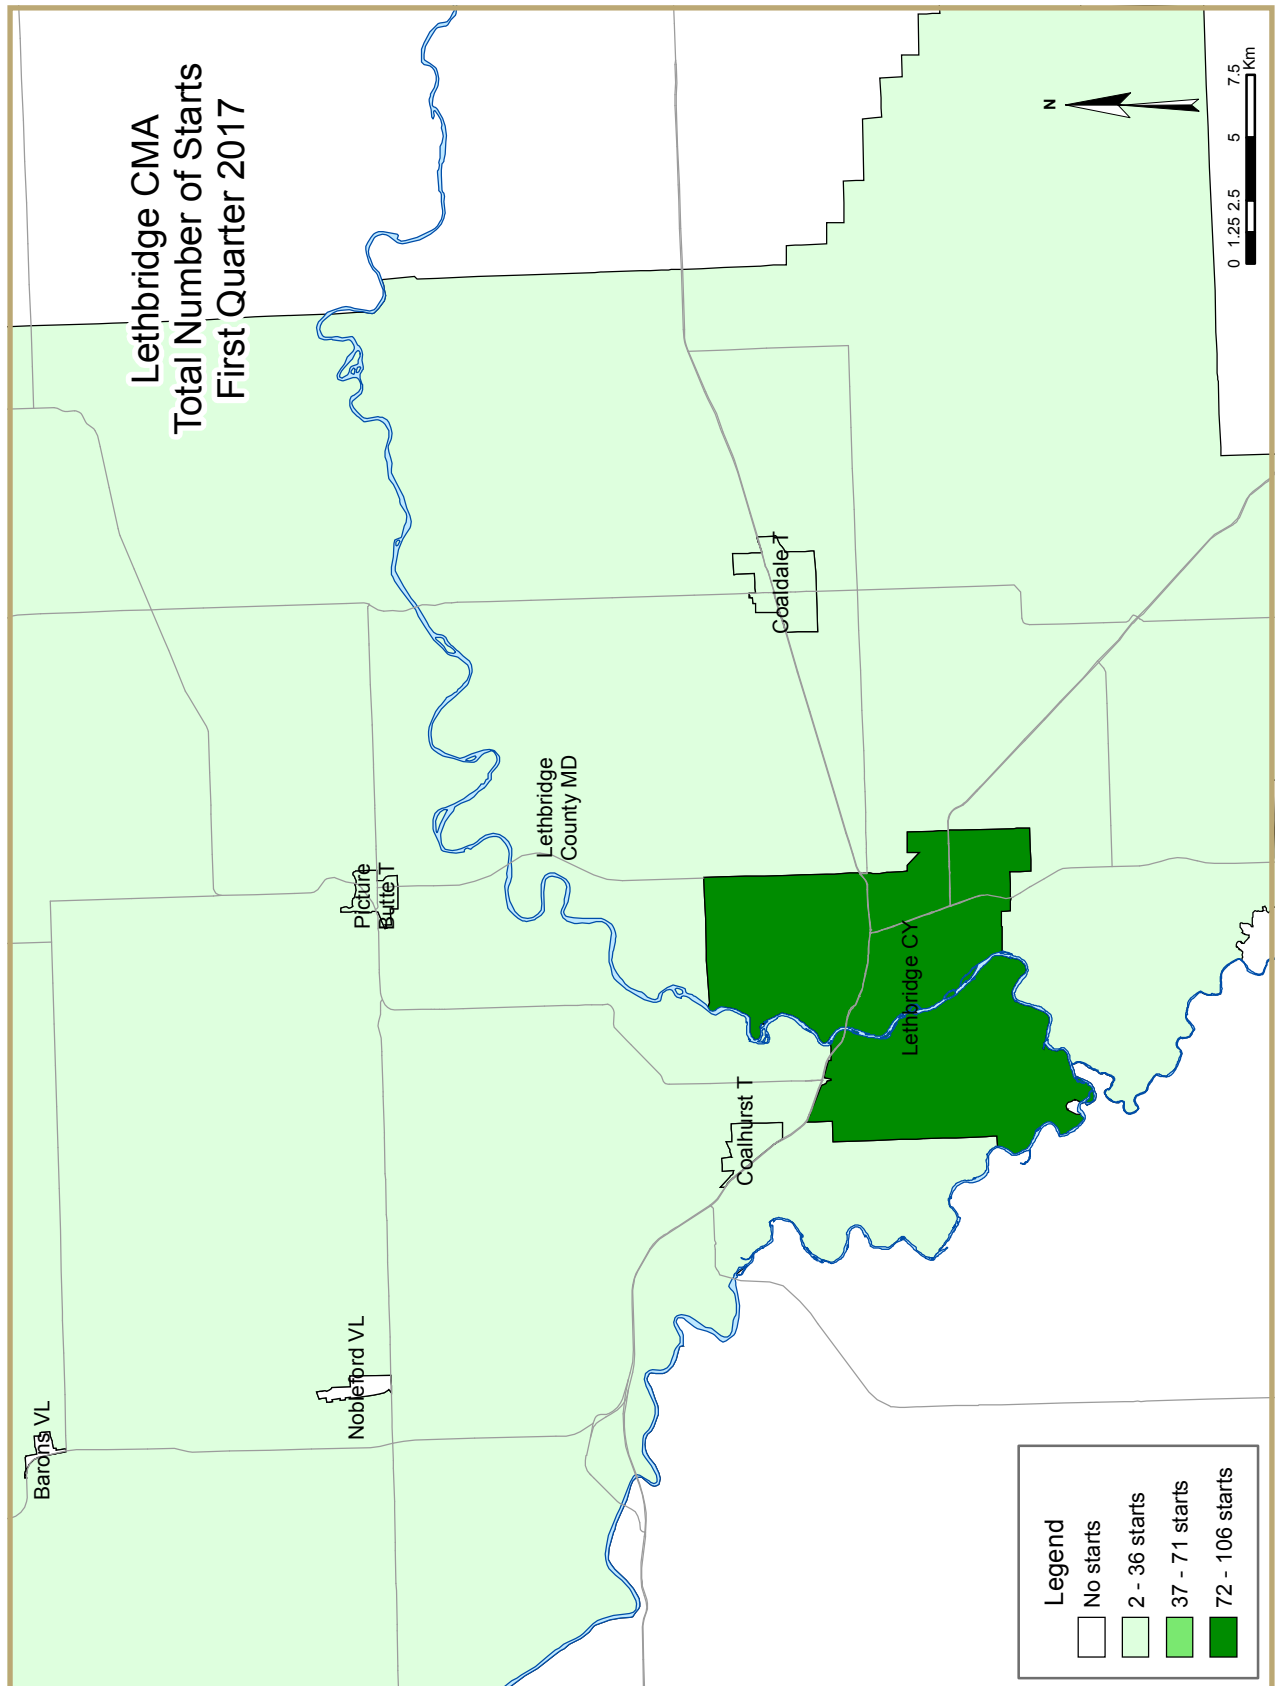 Lethbridge CMA
Total Number of Starts
First Quarter 2017
Barons VL
Nobleford VL
Picture
Butte T
Lethbridge
County MD
Coalhurst T
Coaldale T
Lethbridge CY
N
0 1.25 2.5 5 7.5
Km
Legend
No starts
2 - 36 starts
37 - 71 starts
72 - 106 starts